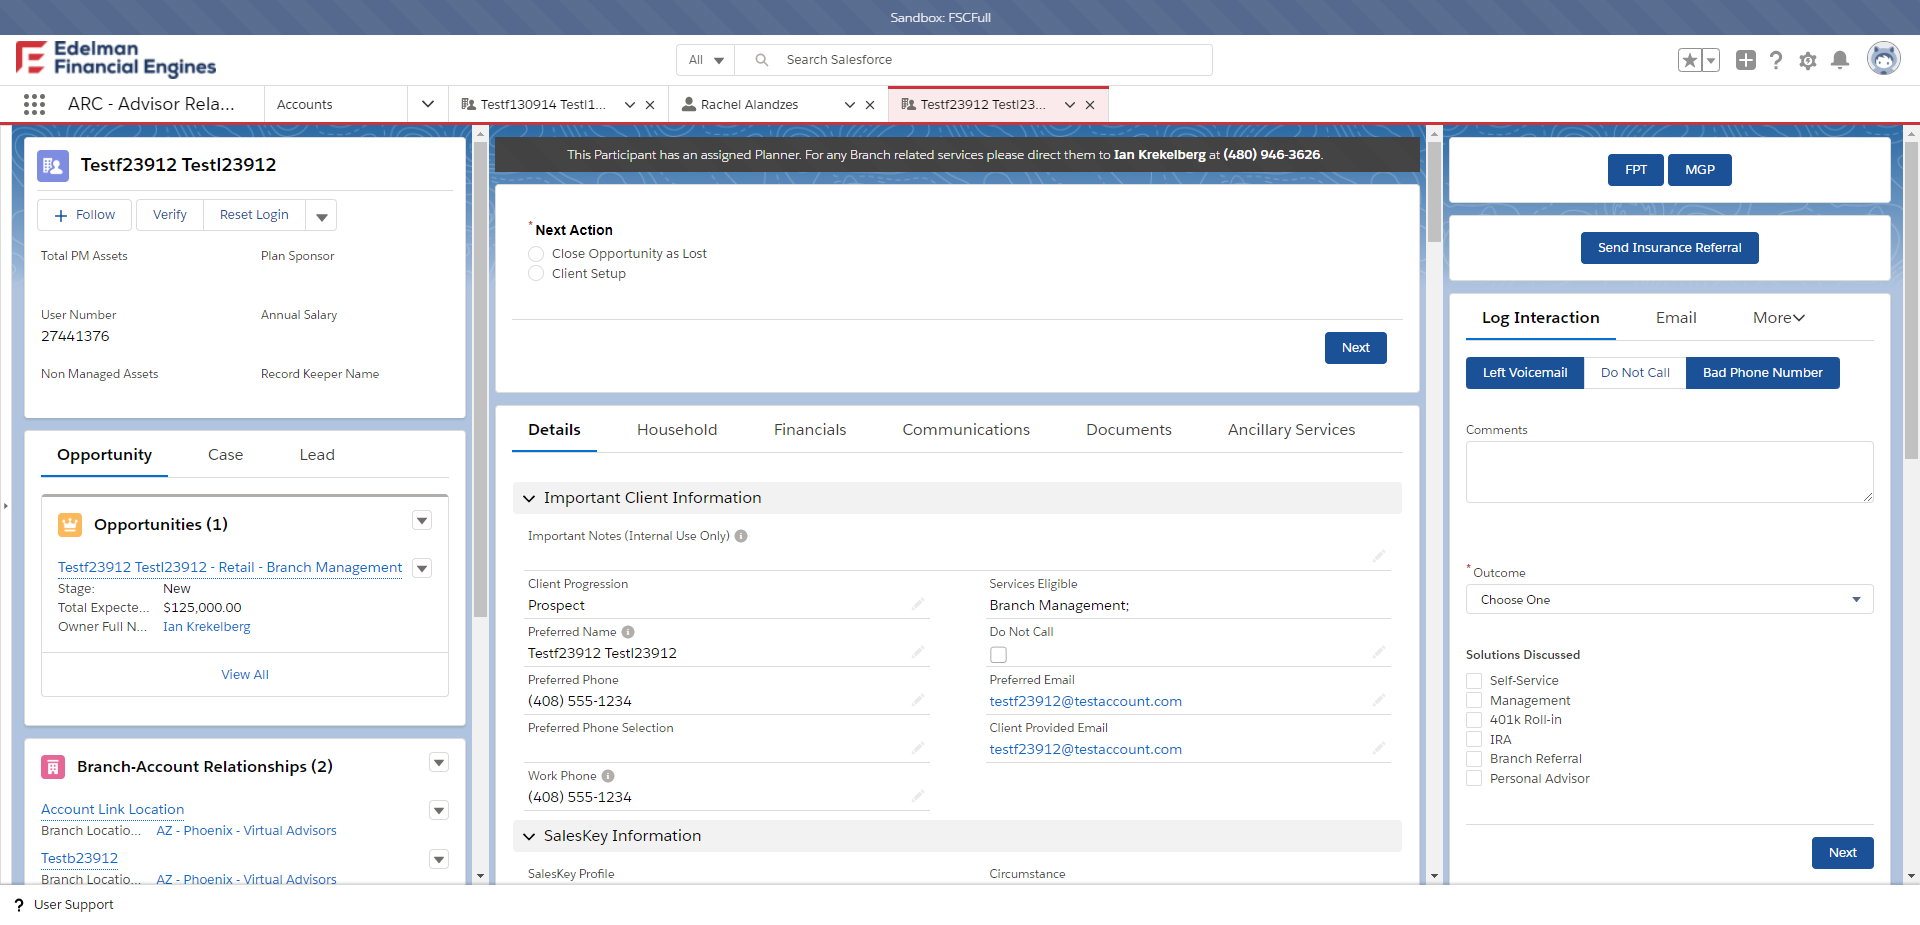 Sandbox: FSCFull
Edelman
Financial Engines
All
Search Salesforce
ARC - Advisor Rela...
Accounts
Testf130914 Testl1...
Rachel Alandzes
Testf23912 Testl23...
Testf23912 Testl23912
Follow
Verify
Reset Login
Total PM Assets
Plan Sponsor
User Number
27441376
Annual Salary
Non Managed Assets
Record Keeper Name
Opportunity
Case
Lead
Opportunities (1)
Testf23912 Testl23912 - Retail - Branch Management
Stage: New
Total Expecte... $125,000.00
Owner Full N... Ian Krekelberg
View All
Branch-Account Relationships (2)
Account Link Location
Branch Locatio... AZ - Phoenix - Virtual Advisors
Testb23912
Branch Locatio... AZ - Phoenix - Virtual Advisors
This Participant has an assigned Planner. For any Branch related services please direct them to Ian Krekelberg at (480) 946-3626.
*Next Action
Close Opportunity as Lost
Client Setup
Next
Details
Household
Financials
Communications
Documents
Ancillary Services
Important Client Information
Important Notes (Internal Use Only)
Client Progression
Prospect
Services Eligible
Branch Management;
Preferred Name
Testf23912 Testl23912
Do Not Call
Preferred Phone
(408) 555-1234
Preferred Email
testf23912@testaccount.com
Preferred Phone Selection
Client Provided Email
testf23912@testaccount.com
Work Phone
(408) 555-1234
SalesKey Information
SalesKey Profile
Circumstance
FPT
MGP
Send Insurance Referral
Log Interaction
Email
More
Left Voicemail
Do Not Call
Bad Phone Number
Comments
*Outcome
Choose One
Solutions Discussed
Self-Service
Management
401k Roll-in
IRA
Branch Referral
Personal Advisor
Next
? User Support